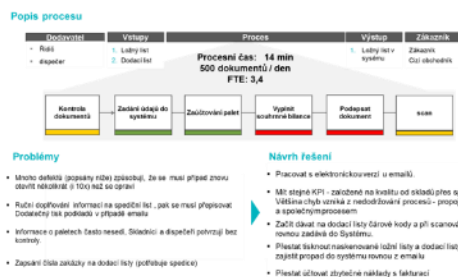 Popis procesu
Dodavatel
Vstupy
Proces
Výstup
Zákazník
• Řidič
• dispečer
1. Ložný list
2. Dodací list
Procesní čas: 14 min
500 dokumentů / den
FTE: 3,4
1. Ložný list v
systému
Zákazník
Cizí obchodník
Kontrola
dokumentů
Zadání údajů do
systému
Zaúčtování palet
Vyplnit
souhrnné bilance
Podepsat
dokument
scan
Problémy
• Mnoho defektů (popsány níže) způsobují, že se musí případ znovu
otevřít několikrát (i 10x) než se opraví
• Ruční doplňování informací na spediční list , pak se musí přepisovat
Dodatečný tisk podkladů v případě emailu
• Informace o paletech často nesedí, Skladníci a dispečeři potvrzují bez
kontroly.
• Zapsání čísla zakázky na dodací listy (potřebuje spedice)
Návrh řešení
• Pracovat s elektronickou verzí u emailů.
• Mít stejné KPI - založené na kvalitu od skladů přes s
Většina chyb vzniká z nedodržování procesů - propoj
a společným procesem
• Začít dávat na dodací listy čárové kódy a při scanová
rovnou zadává do Systému.
• Přestat tisknout naskenované ložní listy a dodací listy
zajistit propad do systému rovnou z emailu
• Přestat účtovat zbytečné náklady s fakturací